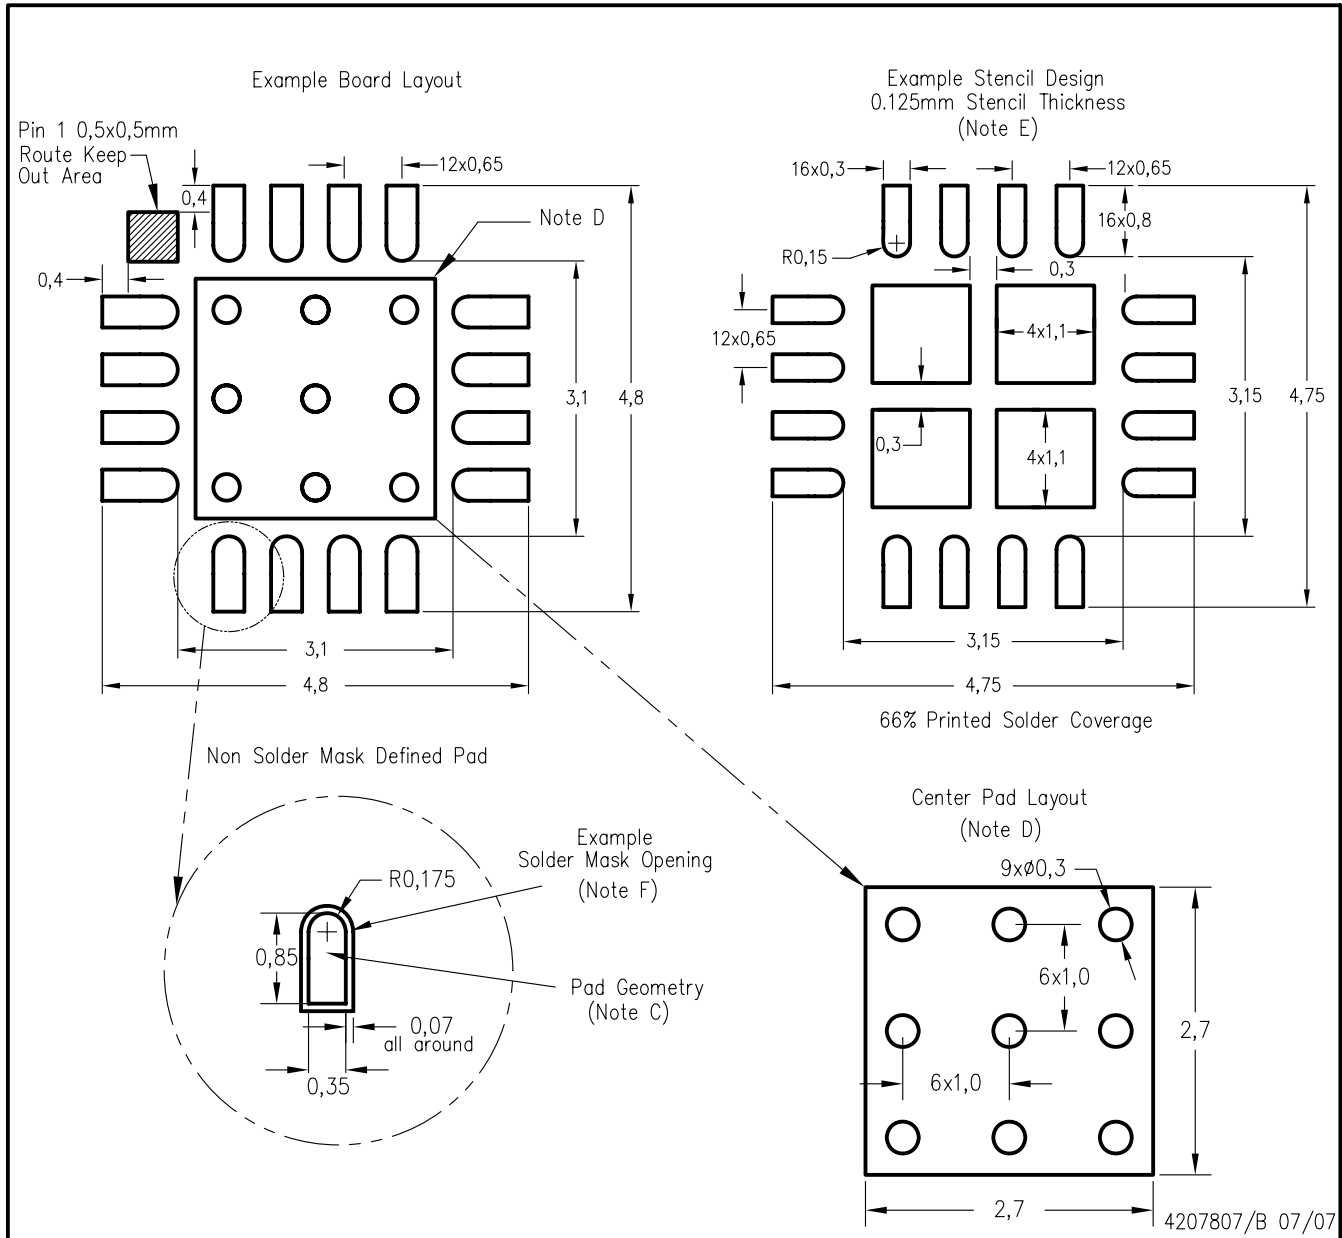 Example Board Layout
Pin 1 0,5x0,5mm
Route Keep
Out Area
0,4
12x0,65
Note D
0,4
3,1
4,8
3,1
4,8
Example Stencil Design
0.125mm Stencil Thickness
(Note E)
16x0,3
12x0,65
16x0,8
R0,15
0,3
12x0,65
4x1,1
3,15
4,75
0,3
4x1,1
3,15
4,75
66% Printed Solder Coverage
Non Solder Mask Defined Pad
Example
Solder Mask Opening
(Note F)
R0,175
0,85
Pad Geometry
(Note C)
0,07
all around
0,35
Center Pad Layout
(Note D)
9xø0,3
6x1,0
2,7
6x1,0
2,7
4207807/B 07/07